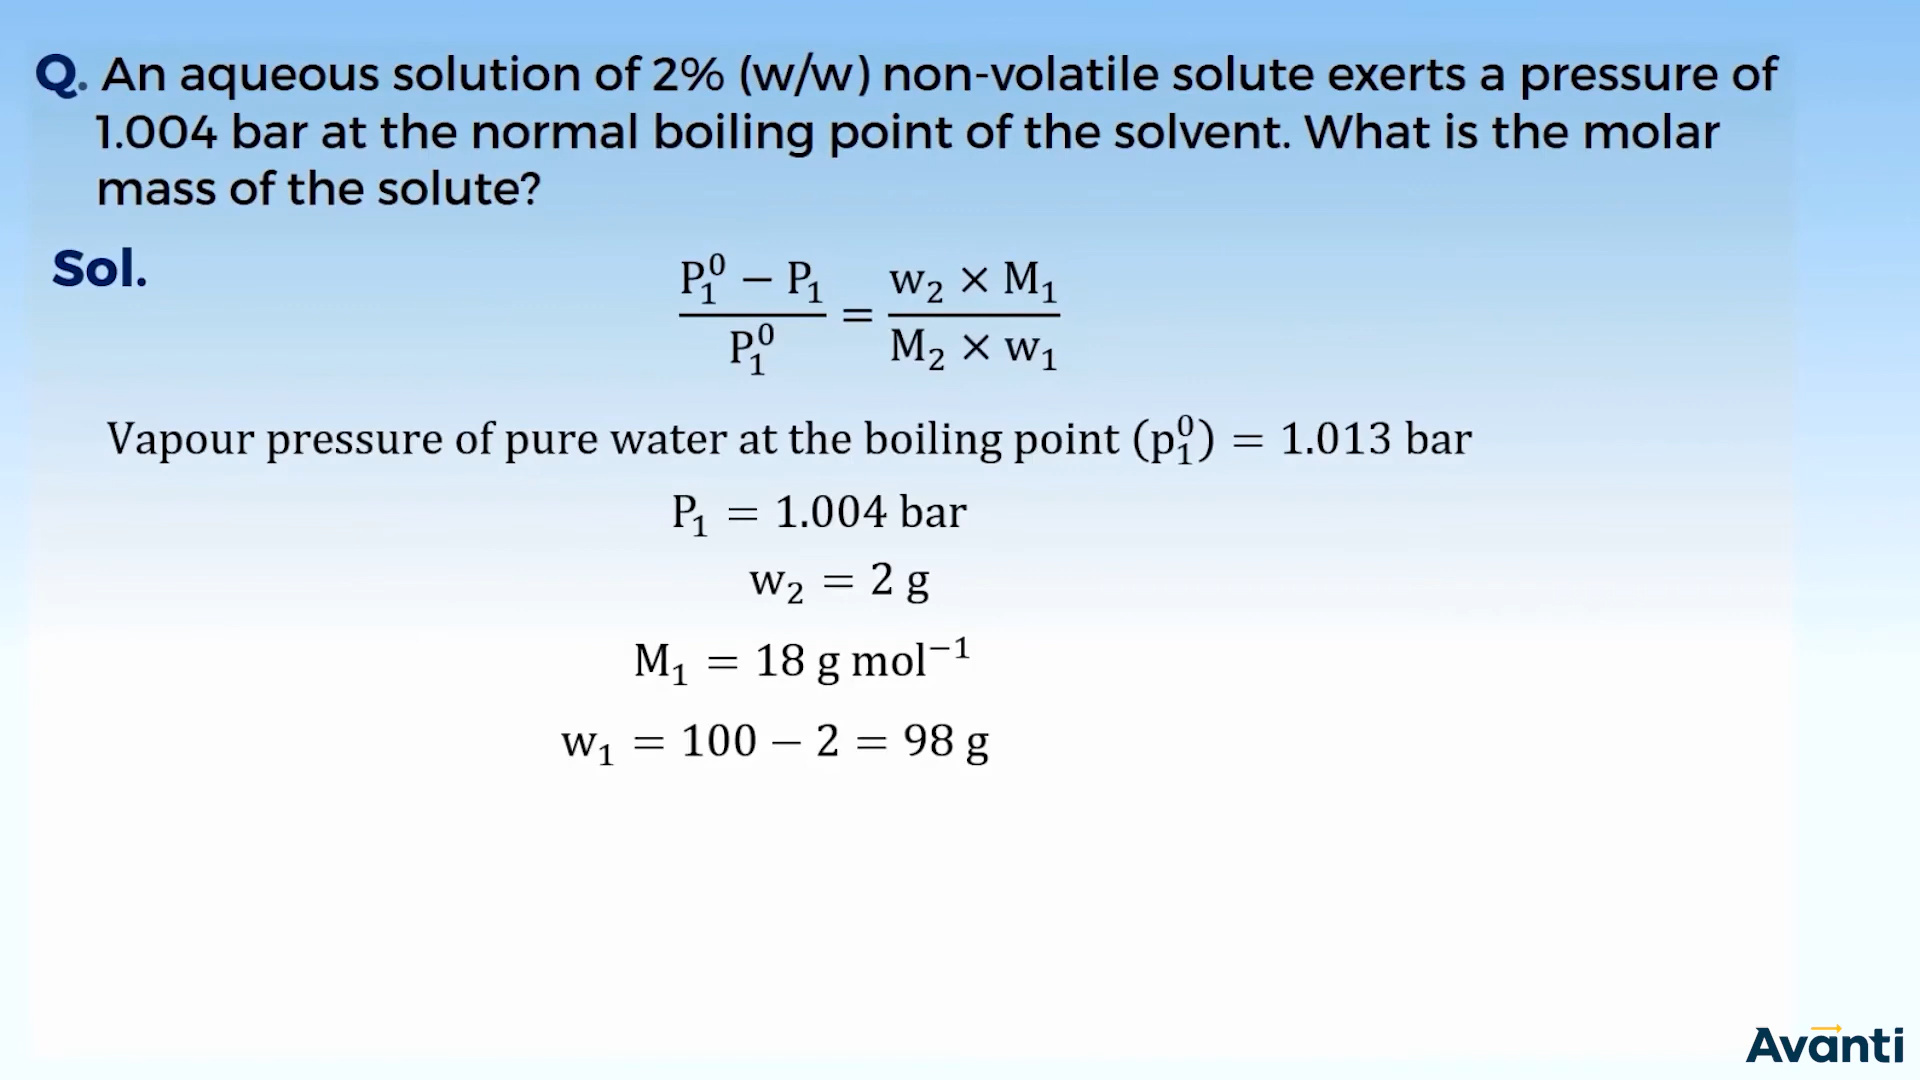 Q. An aqueous solution of 2% (w/w) non-volatile solute exerts a pressure of
1.004 bar at the normal boiling point of the solvent. What is the molar
mass of the solute?
Sol.
(P₁⁰ − P₁)/P₁⁰ = (w₂ × M₁)/(M₂ × w₁)
Vapour pressure of pure water at the boiling point (p₁⁰) = 1.013 bar
P₁ = 1.004 bar
w₂ = 2 g
M₁ = 18 g mol⁻¹
w₁ = 100 − 2 = 98 g
Avanti